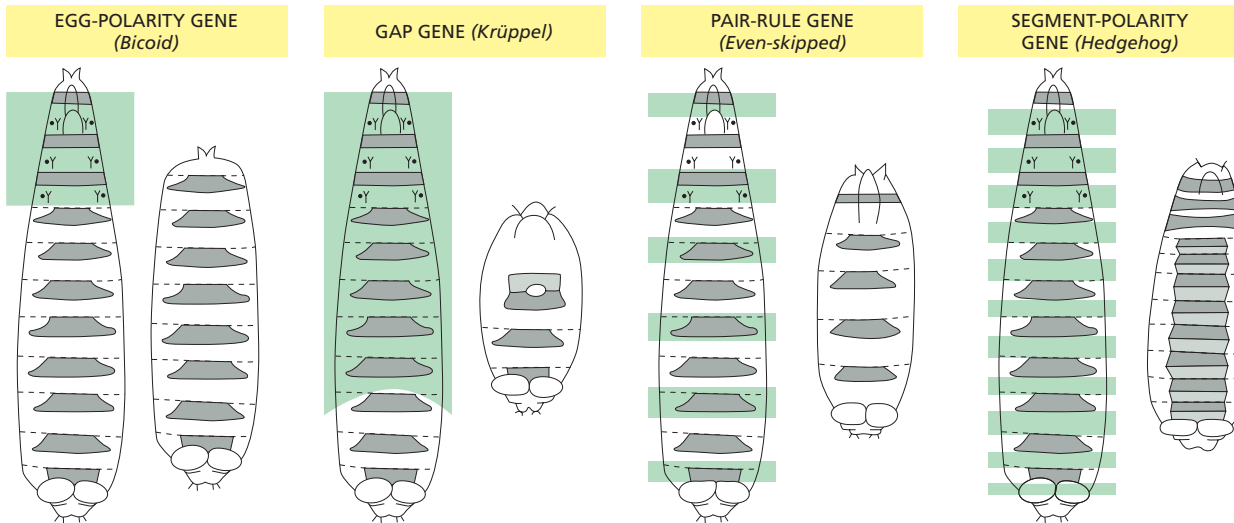 EGG-POLARITY GENE
(Bicoid)
GAP GENE (Krüppel)
PAIR-RULE GENE
(Even-skipped)
SEGMENT-POLARITY
GENE (Hedgehog)